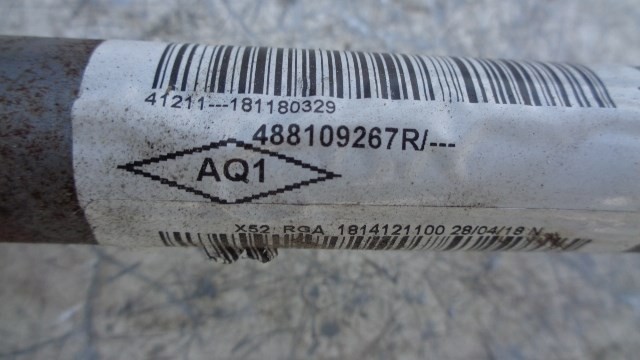 41211---181180329
488109267R/---
AQ1
X52 RGA 1814121100 28/04/18 N